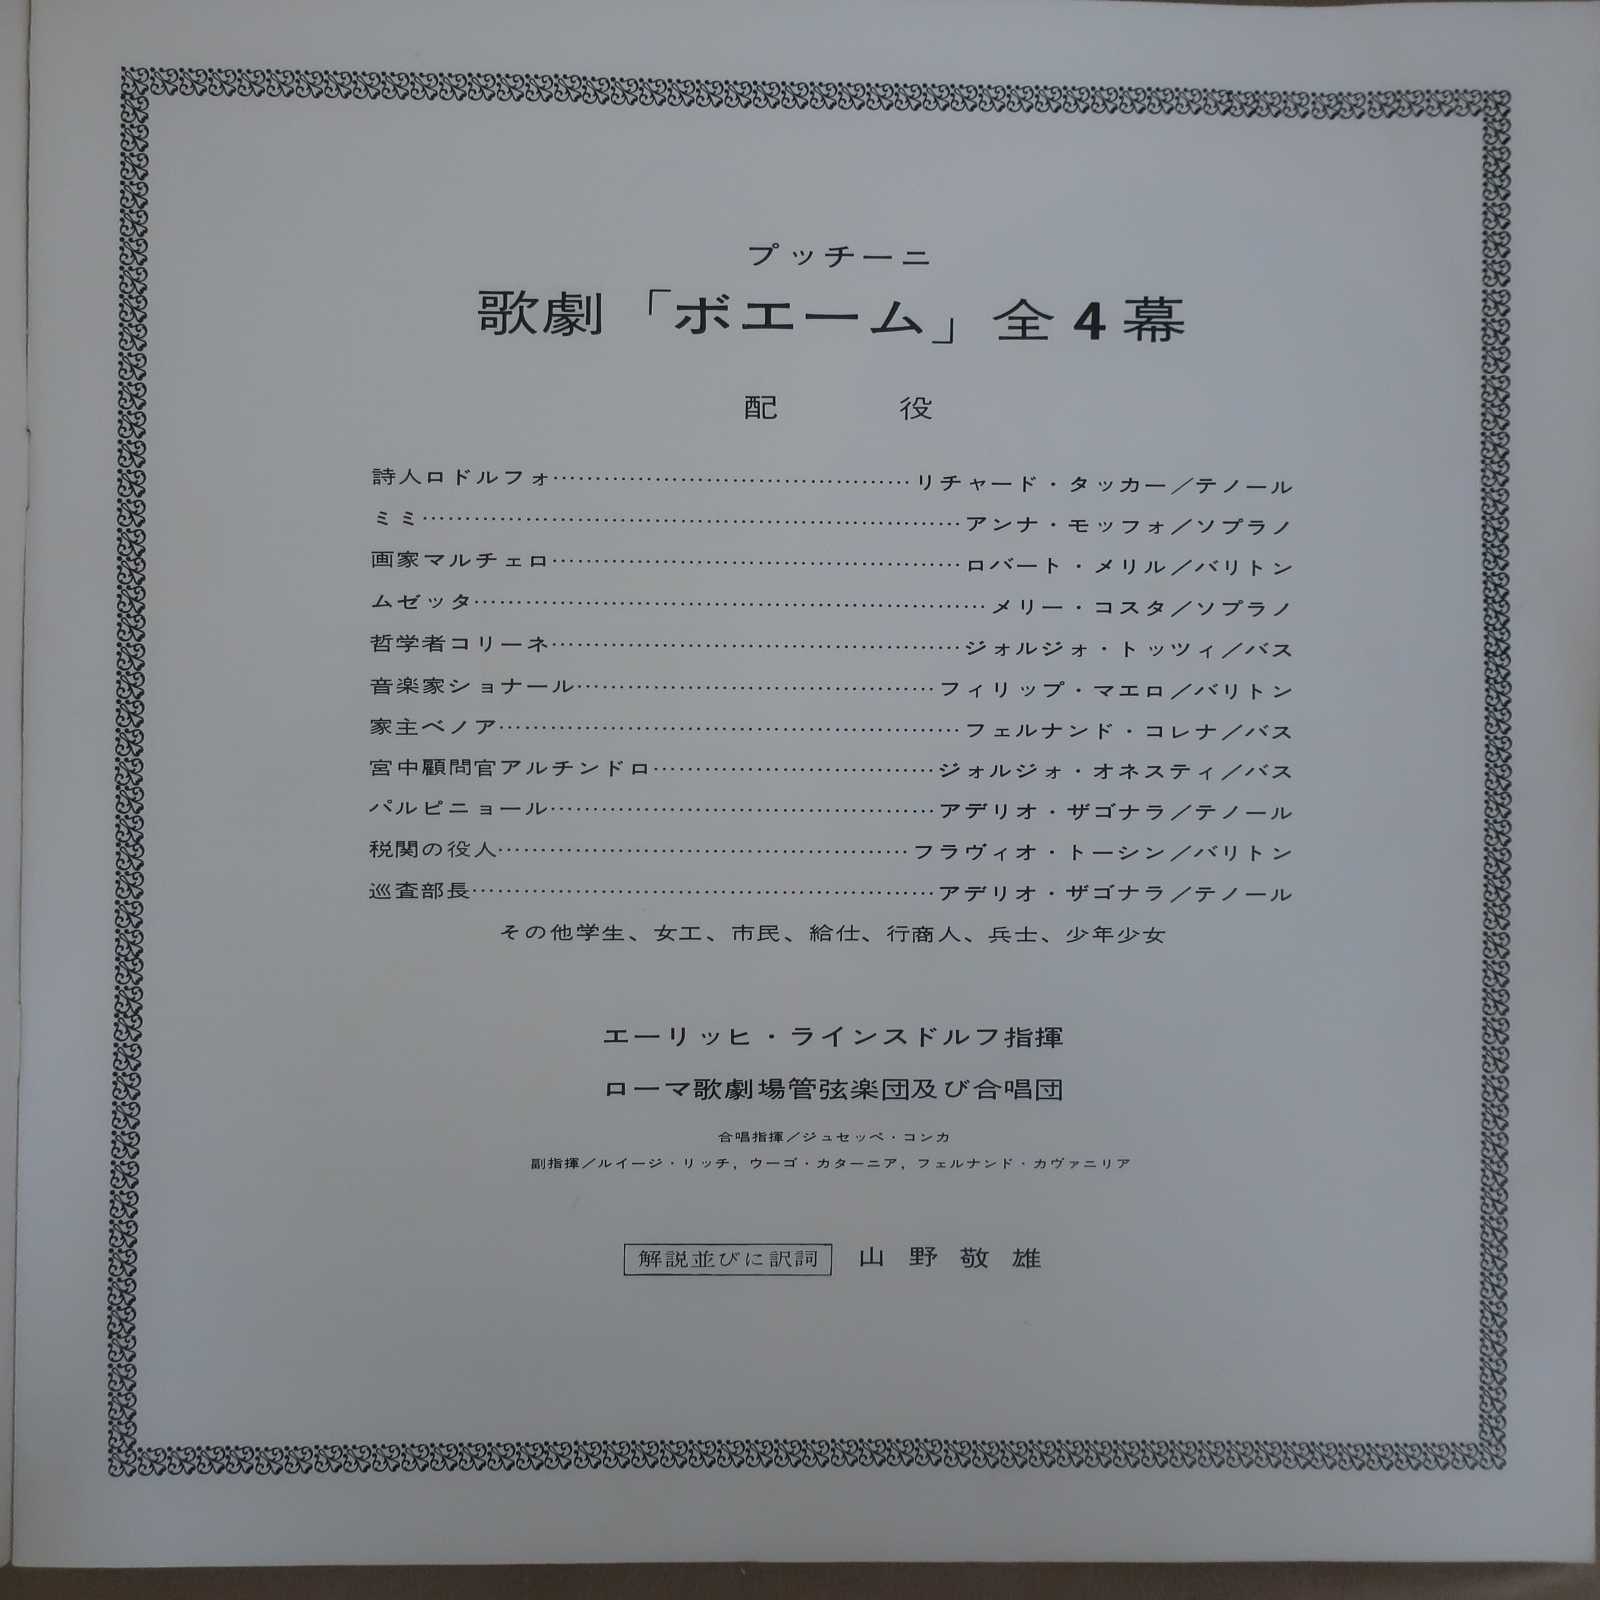 プッチーニ
歌劇「ボエーム」全4幕
配役
詩人ロドルフォ…………………………………リチャード・タッカー／テノール
ミミ…………………………………………………アンナ・モッフォ／ソプラノ
画家マルチェロ………………………………………ロバート・メリル／バリトン
ムゼッタ………………………………………………メリー・コスタ／ソプラノ
哲学者コリーネ………………………………………ジォルジォ・トッツィ／バス
音楽家ショナール…………………………………フィリップ・マエロ／バリトン
家主ベノア……………………………………………フェルナンド・コレナ／バス
宮中顧問官アルチンドロ……………………………ジォルジォ・オネスティ／バス
パルピニョール……………………………………アデリオ・ザゴナラ／テノール
税関の役人………………………………………フラヴィオ・トーシン／バリトン
巡査部長……………………………………………アデリオ・ザゴナラ／テノール
その他学生、女工、市民、給仕、行商人、兵士、少年少女
エーリッヒ・ラインスドルフ指揮
ローマ歌劇場管弦楽団及び合唱団
合唱指揮／ジュセッペ・コンカ
副指揮／ルイージ・リッチ，ウーゴ・カターニア，フェルナンド・カヴァニリア
解説並びに訳詞 山野敬雄